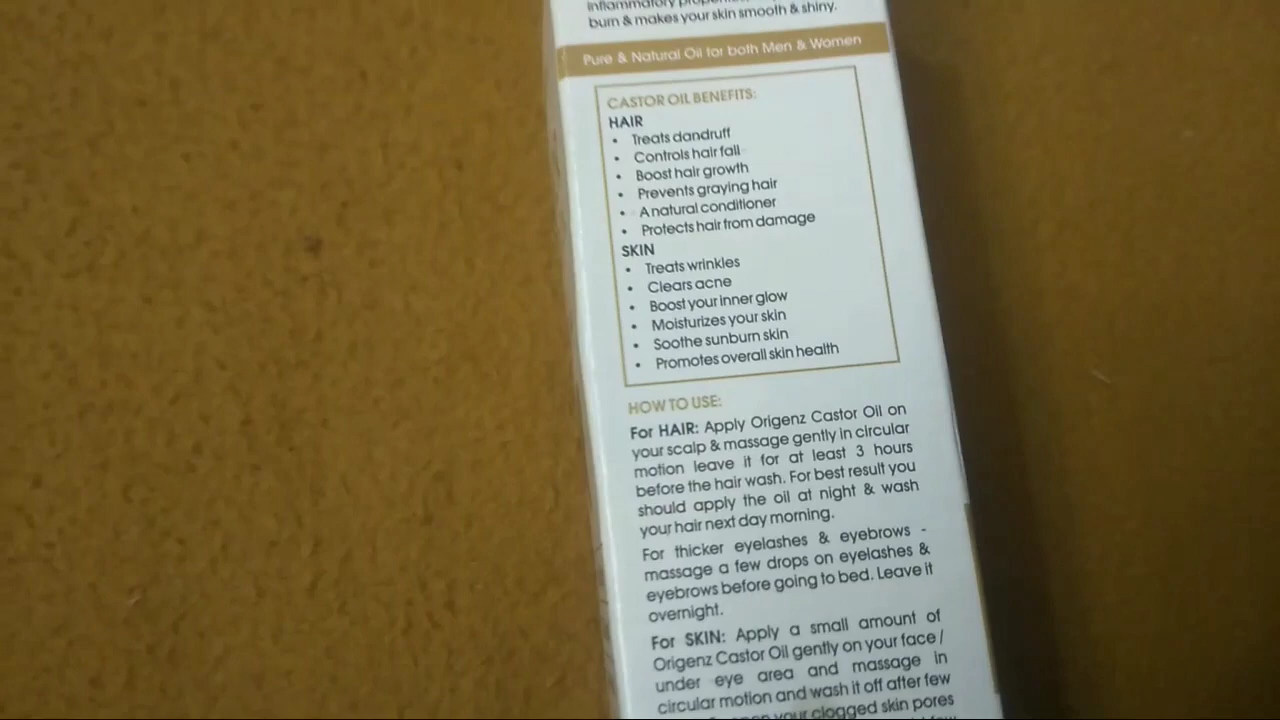 inflammatory
burn & makes your skin smooth & shiny.
Pure & Natural Oil for both Men & Women
CASTOR OIL BENEFITS:
HAIR
• Treats dandruff
• Controls hair fall
• Boost hair growth
• Prevents graying hair
• A natural conditioner
• Protects hair from damage
SKIN
• Treats wrinkles
• Clears acne
• Boost your inner glow
• Moisturizes your skin
• Soothe sunburn skin
• Promotes overall skin health
HOW TO USE:
For HAIR: Apply Origenz Castor Oil on
your scalp & massage gently in circular
motion leave it for at least 3 hours
before the hair wash. For best result you
should apply the oil at night & wash
your hair next day morning.
For thicker eyelashes & eyebrows -
massage a few drops on eyelashes &
eyebrows before going to bed. Leave it
overnight.
For SKIN: Apply a small amount of
Origenz Castor Oil gently on your face /
under eye area and massage in
circular motion and wash it off after few
your clogged skin pores